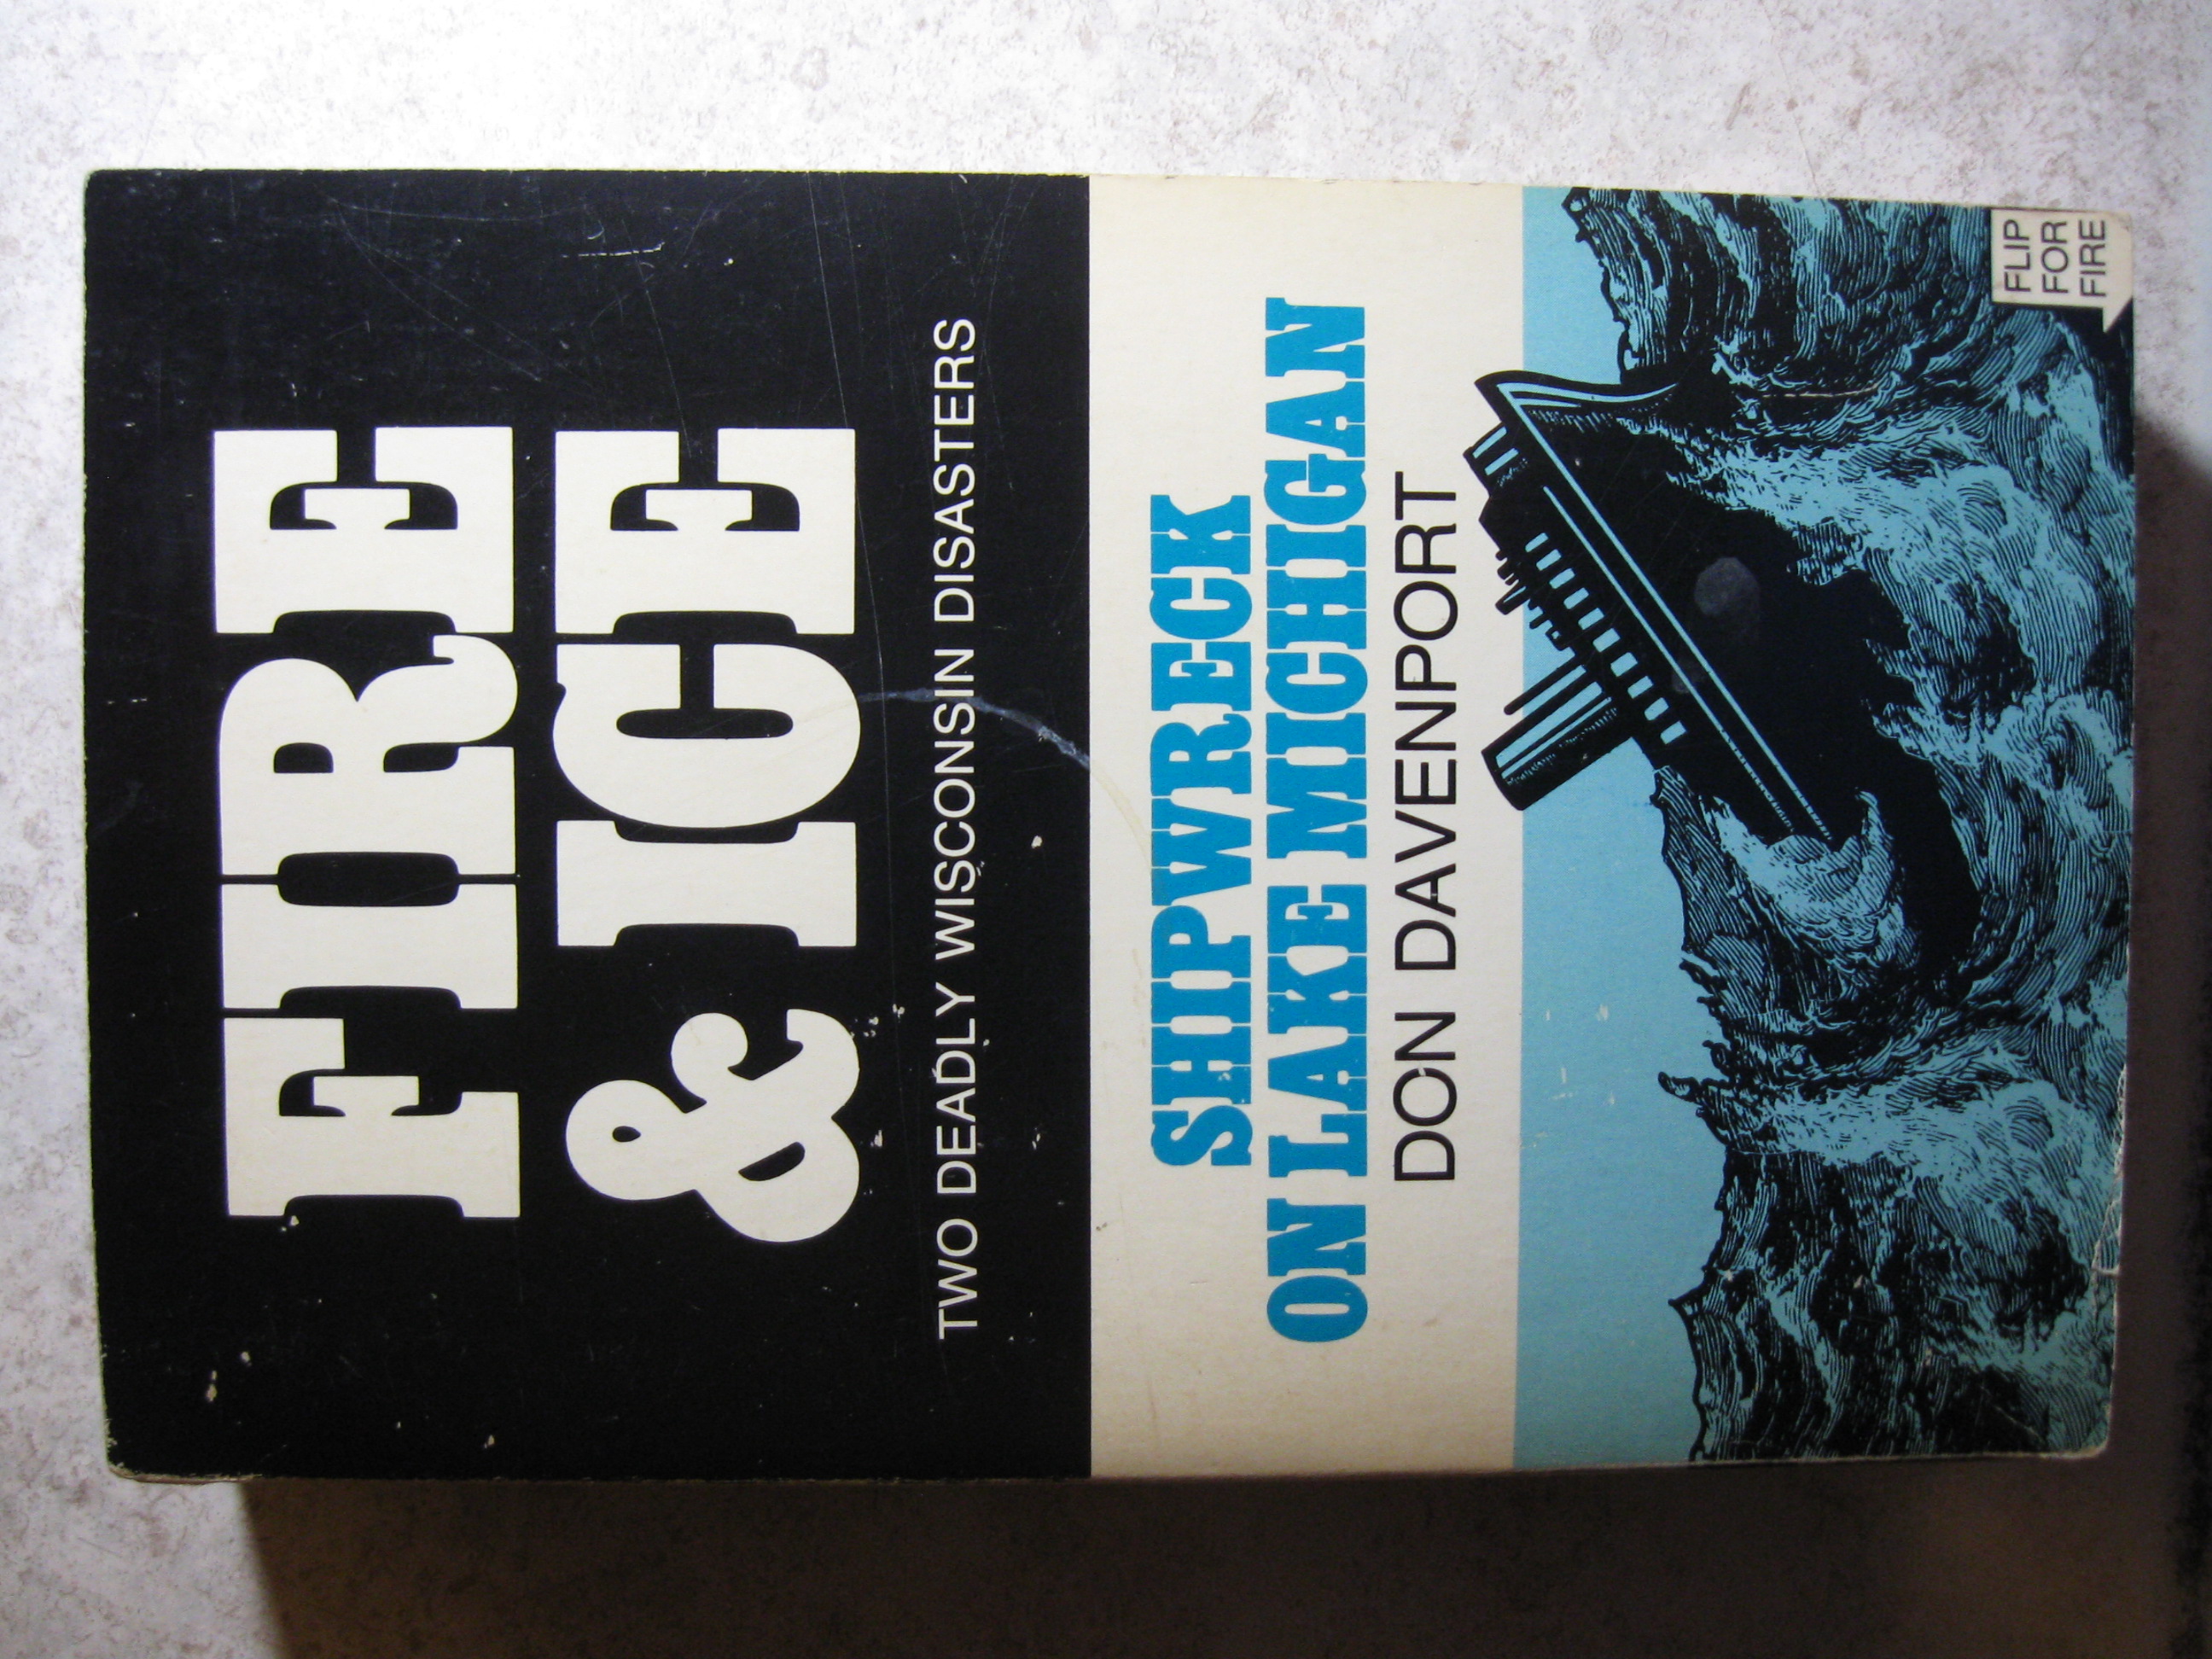 FIRE
& ICE
TWO DEADLY WISCONSIN DISASTERS
SHIPWRECK
ON LAKE MICHIGAN
DON DAVENPORT
FLIP
FOR
FIRE